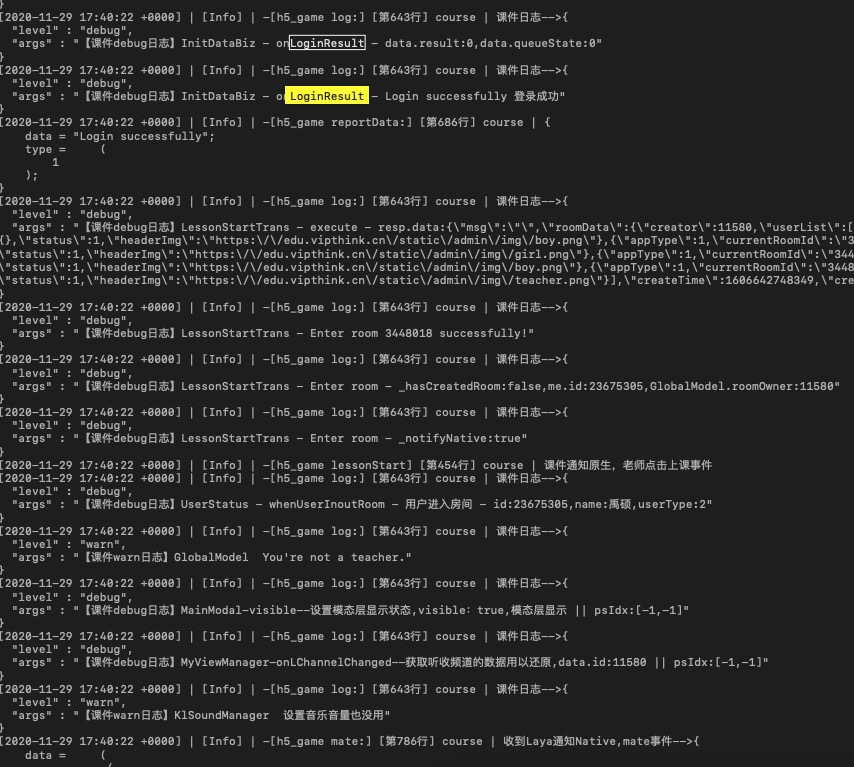 }
[2020-11-29 17:40:22 +0000] | [Info] | -[h5_game log:] [第643行] course | 课件日志-->{
"level" : "debug",
"args" : "【课件debug日志】InitDataBiz - onLoginResult - data.result:0,data.queueState:0"
}
[2020-11-29 17:40:22 +0000] | [Info] | -[h5_game log:] [第643行] course | 课件日志-->{
"level" : "debug",
"args" : "【课件debug日志】InitDataBiz - onLoginResult - Login successfully 登录成功"
}
[2020-11-29 17:40:22 +0000] | [Info] | -[h5_game reportData:] [第686行] course | {
data = "Login successfully";
type =     (
1
);
}
[2020-11-29 17:40:22 +0000] | [Info] | -[h5_game log:] [第643行] course | 课件日志-->{
"level" : "debug",
"args" : "【课件debug日志】LessonStartTrans - execute - resp.data:{\"msg\":\"\",\"roomData\":{\"creator\":11580,\"userList\":[
{},\"status\":1,\"headerImg\":\"https:\/\/edu.vipthink.cn\/static\/admin\/img\/boy.png\"},{\"appType\":1,\"currentRoomId\":\"3
\"status\":1,\"headerImg\":\"https:\/\/edu.vipthink.cn\/static\/admin\/img\/girl.png\"},{\"appType\":1,\"currentRoomId\":\"344
\"status\":1,\"headerImg\":\"https:\/\/edu.vipthink.cn\/static\/admin\/img\/boy.png\"},{\"appType\":1,\"currentRoomId\":\"3448
\"status\":1,\"headerImg\":\"https:\/\/edu.vipthink.cn\/static\/admin\/img\/teacher.png\"}],\"createTime\":1606642748349,\"cre
}
[2020-11-29 17:40:22 +0000] | [Info] | -[h5_game log:] [第643行] course | 课件日志-->{
"level" : "debug",
"args" : "【课件debug日志】LessonStartTrans - Enter room 3448018 successfully!"
}
[2020-11-29 17:40:22 +0000] | [Info] | -[h5_game log:] [第643行] course | 课件日志-->{
"level" : "debug",
"args" : "【课件debug日志】LessonStartTrans - Enter room - _hasCreatedRoom:false,me.id:23675305,GlobalModel.roomOwner:11580"
}
[2020-11-29 17:40:22 +0000] | [Info] | -[h5_game log:] [第643行] course | 课件日志-->{
"level" : "debug",
"args" : "【课件debug日志】LessonStartTrans - Enter room - _notifyNative:true"
}
[2020-11-29 17:40:22 +0000] | [Info] | -[h5_game lessonStart] [第454行] course | 课件通知原生，老师点击上课事件
[2020-11-29 17:40:22 +0000] | [Info] | -[h5_game log:] [第643行] course | 课件日志-->{
"level" : "debug",
"args" : "【课件debug日志】UserStatus - whenUserInoutRoom - 用户进入房间 - id:23675305,name:禹硕,userType:2"
}
[2020-11-29 17:40:22 +0000] | [Info] | -[h5_game log:] [第643行] course | 课件日志-->{
"level" : "warn",
"args" : "【课件warn日志】GlobalModel  You're not a teacher."
}
[2020-11-29 17:40:22 +0000] | [Info] | -[h5_game log:] [第643行] course | 课件日志-->{
"level" : "debug",
"args" : "【课件debug日志】MainModal-visible--设置模态层显示状态,visible：true,模态层显示 || psIdx:[-1,-1]"
}
[2020-11-29 17:40:22 +0000] | [Info] | -[h5_game log:] [第643行] course | 课件日志-->{
"level" : "debug",
"args" : "【课件debug日志】MyViewManager-onLChannelChanged--获取听收频道的数据用以还原,data.id:11580 || psIdx:[-1,-1]"
}
[2020-11-29 17:40:22 +0000] | [Info] | -[h5_game log:] [第643行] course | 课件日志-->{
"level" : "warn",
"args" : "【课件warn日志】KlSoundManager  设置音乐音量也没用"
}
[2020-11-29 17:40:22 +0000] | [Info] | -[h5_game mate:] [第786行] course | 收到Laya通知Native,mate事件-->{
data =     (